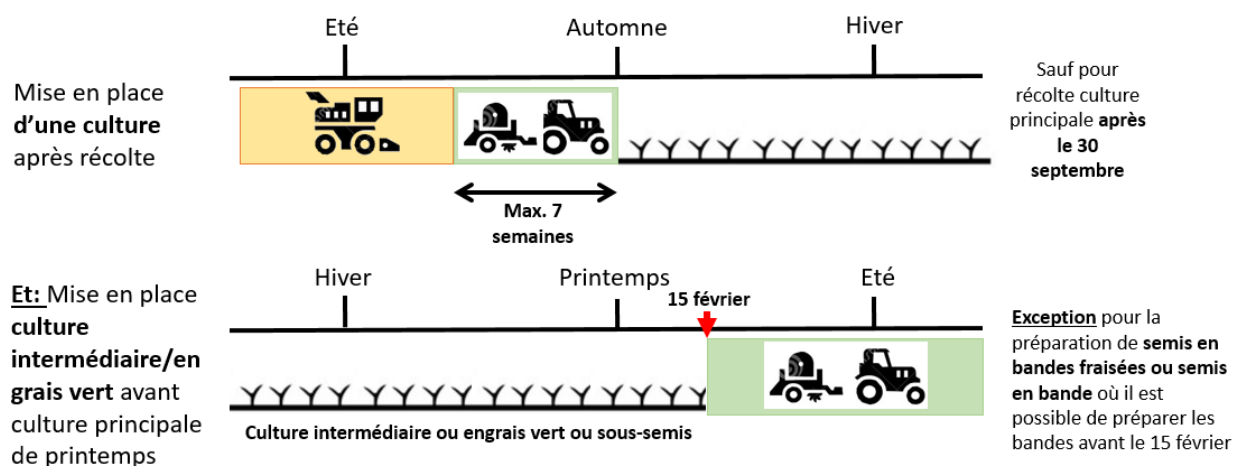 Eté
Automne
Hiver
Mise en place
d’une culture
après récolte
Sauf pour
récolte culture
principale après
le 30
septembre
Max. 7
semaines
Hiver
Printemps
Eté
15 février
Et: Mise en place
culture
intermédiaire/en
grais vert avant
culture principale
de printemps
Culture intermédiaire ou engrais vert ou sous-semis
Exception pour la
préparation de semis en
bandes fraisées ou semis
en bande où il est
possible de préparer les
bandes avant le 15 février